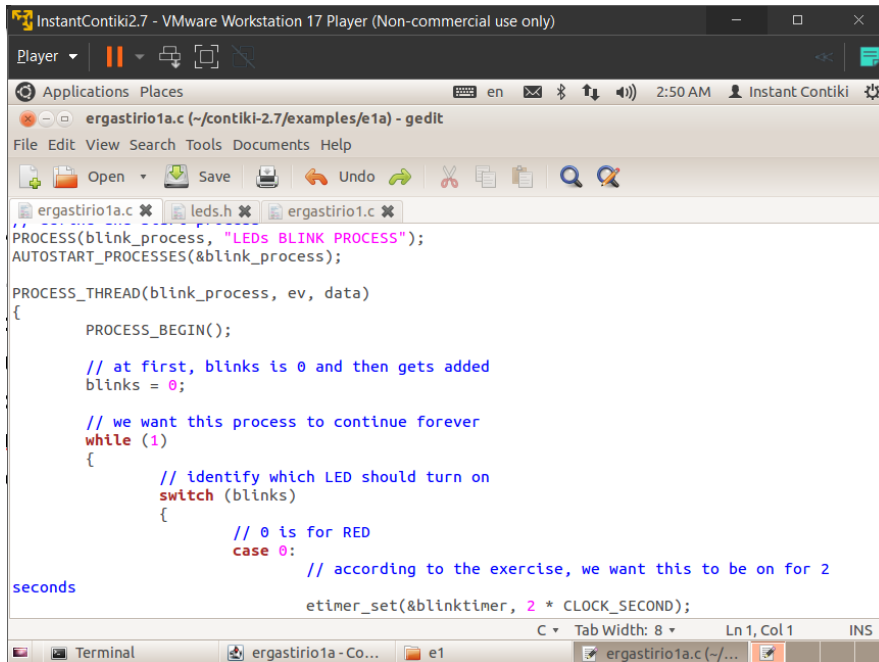 InstantContiki2.7 - VMware Workstation 17 Player (Non-commercial use only)
Player
Applications Places en 2:50 AM Instant Contiki
ergastirio1a.c (~/contiki-2.7/examples/e1a) - gedit
File Edit View Search Tools Documents Help
Open Save Undo
ergastirio1a.c leds.h ergastirio1.c
PROCESS(blink_process, "LEDs BLINK PROCESS");
AUTOSTART_PROCESSES(&blink_process);
PROCESS_THREAD(blink_process, ev, data)
{
PROCESS_BEGIN();
// at first, blinks is 0 and then gets added
blinks = 0;
// we want this process to continue forever
while (1)
{
// identify which LED should turn on
switch (blinks)
{
// 0 is for RED
case 0:
// according to the exercise, we want this to be on for 2
seconds
etimer_set(&blinktimer, 2 * CLOCK_SECOND);
C Tab Width: 8 Ln 1, Col 1 INS
Terminal ergastirio1a - Co... e1 ergastirio1a.c (~/...